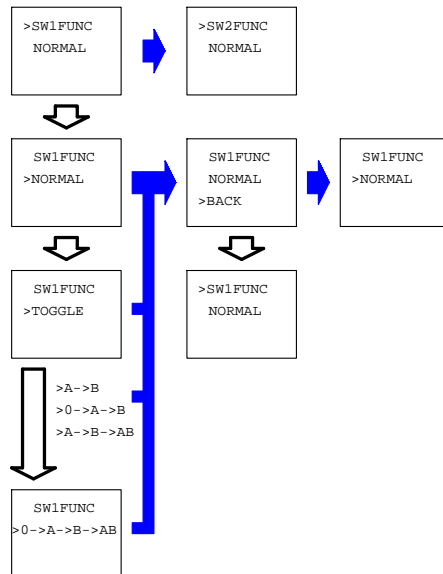 >SW1FUNC
NORMAL
>SW2FUNC
NORMAL
SW1FUNC
>NORMAL
SW1FUNC
NORMAL
>BACK
SW1FUNC
>NORMAL
SW1FUNC
>TOGGLE
>SW1FUNC
NORMAL
>A->B
>0->A->B
>A->B->AB
SW1FUNC
>0->A->B->AB